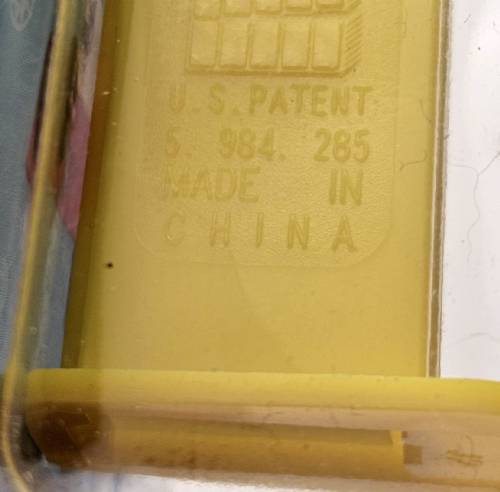 U.S.PATENT
5. 984. 285
MADE IN
CHINA